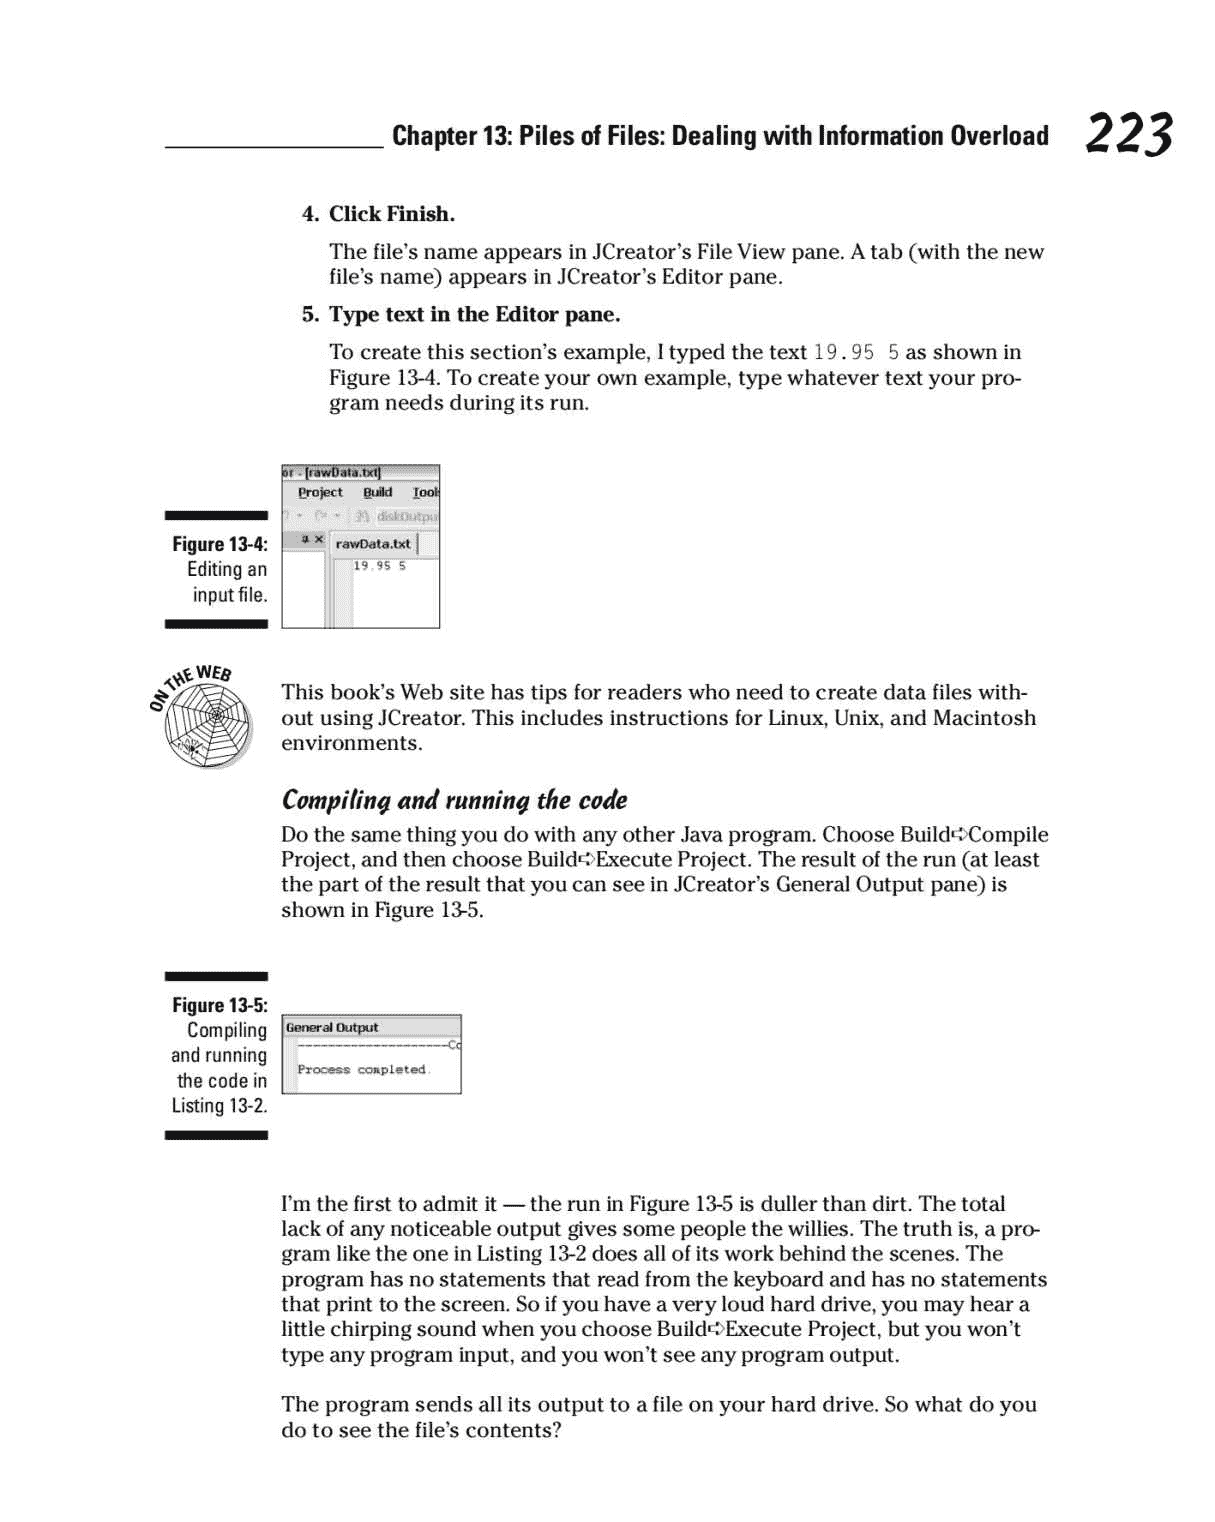 Chapter 13: Piles of Files: Dealing with Information Overload 223
4. Click Finish.
The file's name appears in JCreator's File View pane. A tab (with the new
file's name) appears in JCreator's Editor pane.
5. Type text in the Editor pane.
To create this section's example, I typed the text 19.95 5 as shown in
Figure 13-4. To create your own example, type whatever text your pro-
gram needs during its run.
or - [rawData.txt]
Project Build Tool
diskOutpu
rawData.txt
19.95 5
Figure 13-4:
Editing an
input file.
ON THE WEB
This book's Web site has tips for readers who need to create data files with-
out using JCreator. This includes instructions for Linux, Unix, and Macintosh
environments.
Compiling and running the code
Do the same thing you do with any other Java program. Choose Build➪Compile
Project, and then choose Build➪Execute Project. The result of the run (at least
the part of the result that you can see in JCreator's General Output pane) is
shown in Figure 13-5.
Figure 13-5:
Compiling
and running
the code in
Listing 13-2.
General Output
--------------------Co
Process completed.
I'm the first to admit it — the run in Figure 13-5 is duller than dirt. The total
lack of any noticeable output gives some people the willies. The truth is, a pro-
gram like the one in Listing 13-2 does all of its work behind the scenes. The
program has no statements that read from the keyboard and has no statements
that print to the screen. So if you have a very loud hard drive, you may hear a
little chirping sound when you choose Build➪Execute Project, but you won't
type any program input, and you won't see any program output.
The program sends all its output to a file on your hard drive. So what do you
do to see the file's contents?